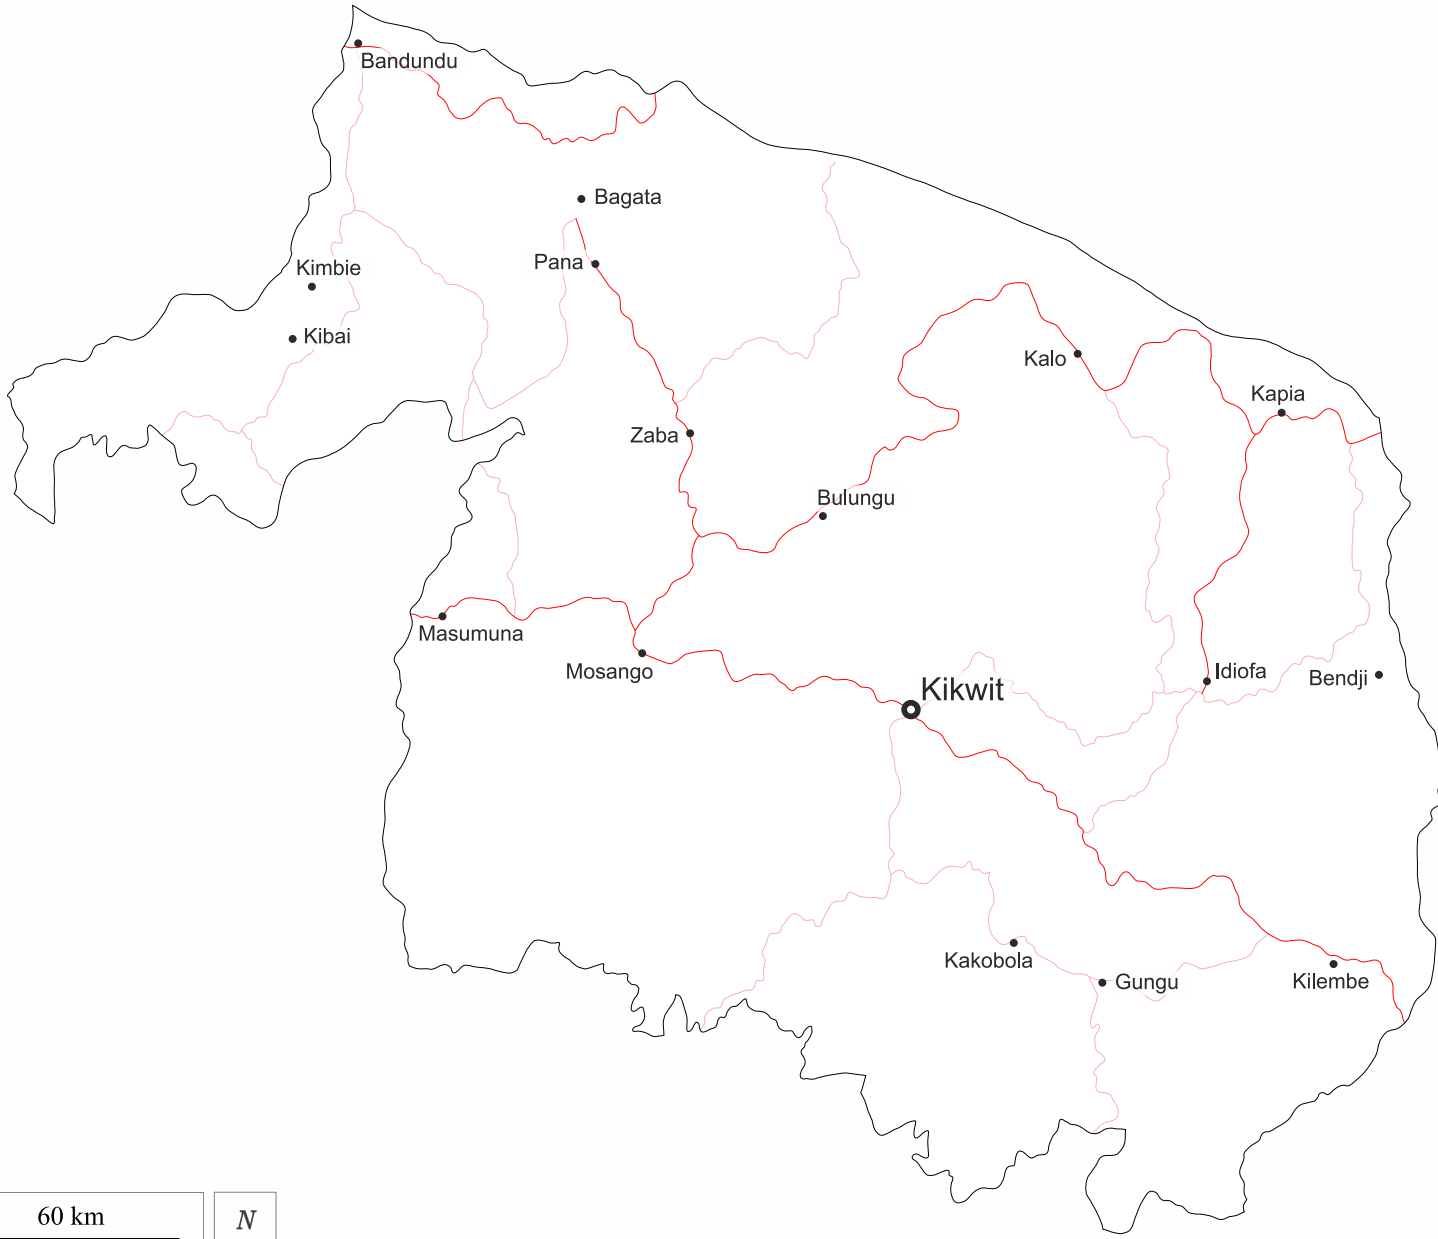 Bandundu
Bagata
Pana
Kimbie
Kibai
Kalo
Kapia
Zaba
Bulungu
Masumuna
Mosango
Idiofa
Bendji
Kikwit
Kakobola
Gungu
Kilembe
60 km
N